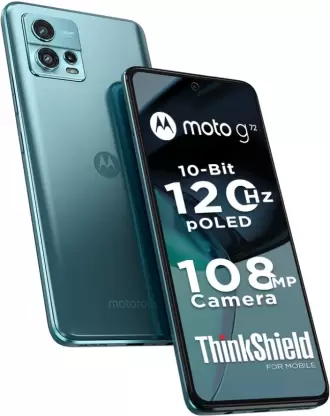 moto g72
10-Bit
120Hz
pOLED
108MP
Camera
ThinkShield
FOR MOBILE
motorola